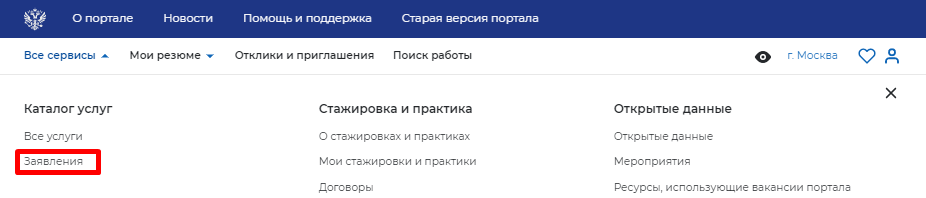 О портале Новости Помощь и поддержка Старая версия портала
Все сервисы Мои резюме Отклики и приглашения Поиск работы г. Москва
Каталог услуг Стажировка и практика Открытые данные
Все услуги О стажировках и практиках Открытые данные
Заявления Мои стажировки и практики Мероприятия
Договоры Ресурсы, использующие вакансии портала